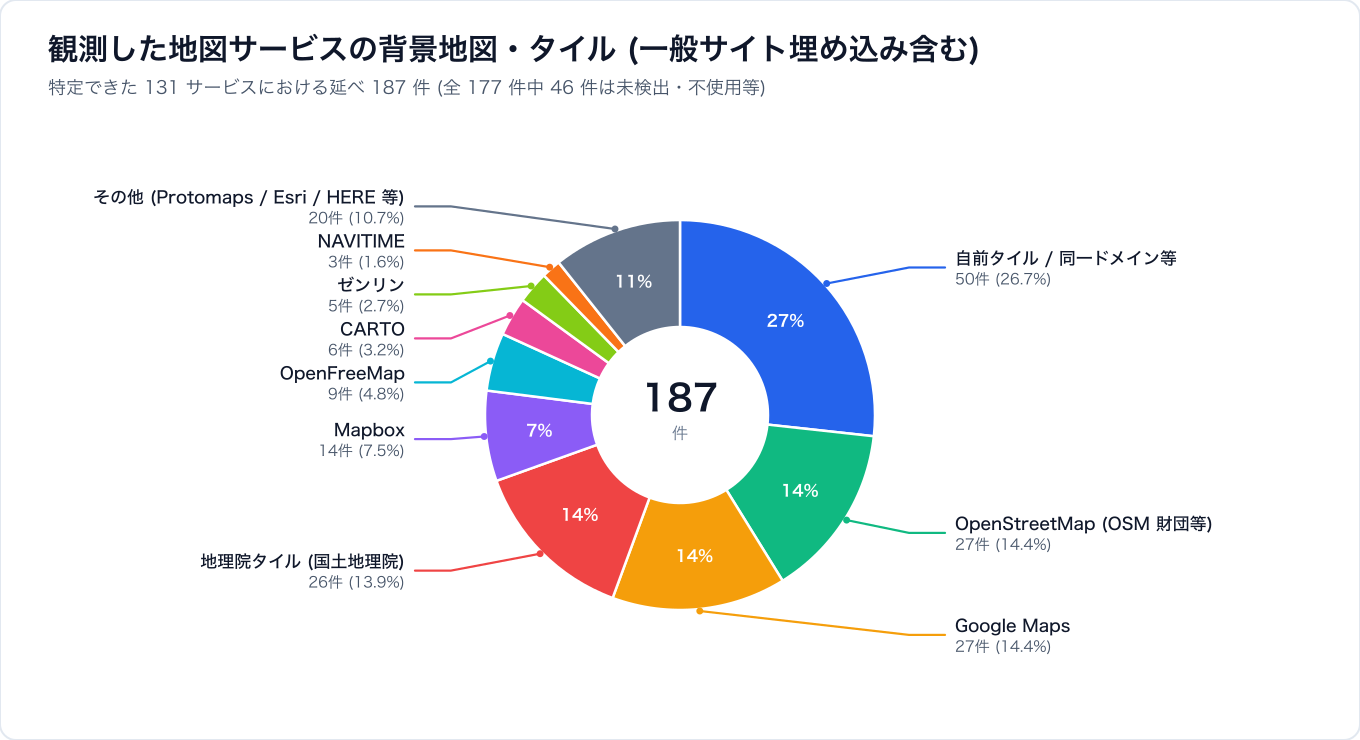 観測した地図サービスの背景地図・タイル (一般サイト埋め込み含む)
特定できた 131 サービスにおける延べ 187 件 (全 177 件中 46 件は未検出・不使用等)
その他 (Protomaps / Esri / HERE 等)
20件 (10.7%)
NAVITIME
3件 (1.6%)
ゼンリン
5件 (2.7%)
CARTO
6件 (3.2%)
OpenFreeMap
9件 (4.8%)
Mapbox
14件 (7.5%)
地理院タイル (国土地理院)
26件 (13.9%)
11%
27%
7%
14%
14%
14%
187
件
自前タイル / 同一ドメイン等
50件 (26.7%)
OpenStreetMap (OSM 財団等)
27件 (14.4%)
Google Maps
27件 (14.4%)